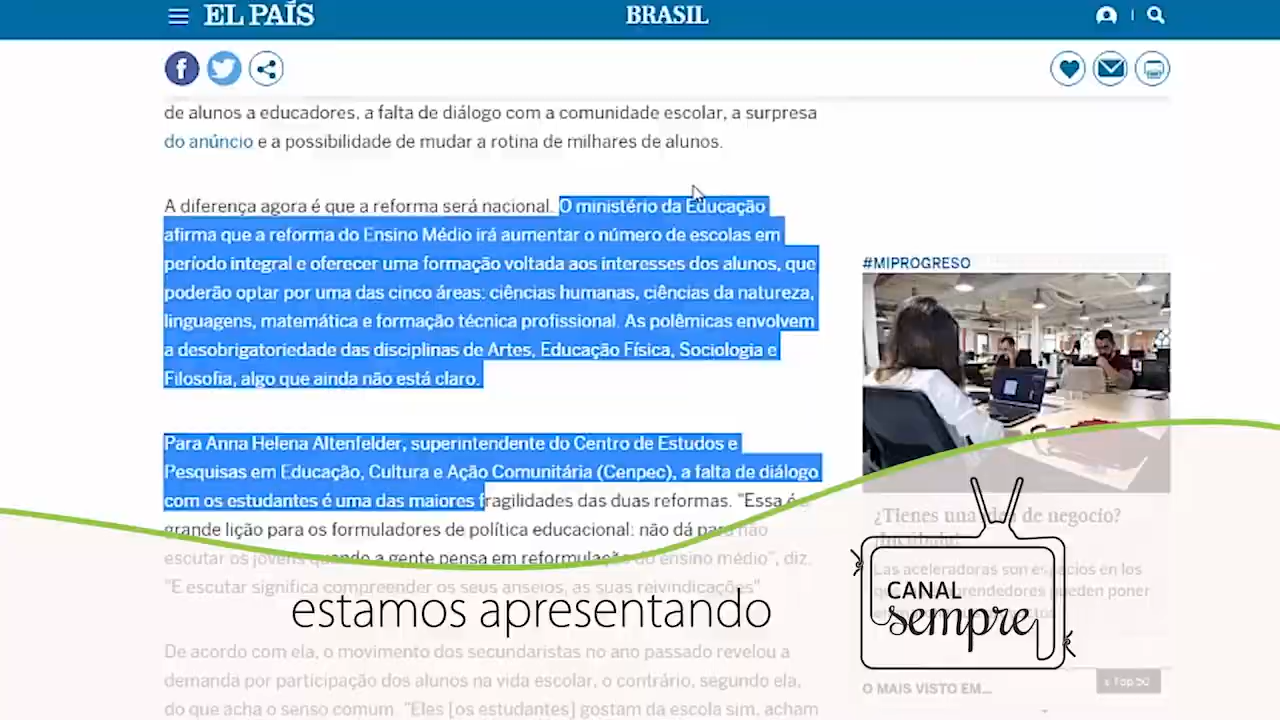 EL PAÍS
BRASIL
de alunos a educadores, a falta de diálogo com a comunidade escolar, a surpresa
do anúncio e a possibilidade de mudar a rotina de milhares de alunos.
A diferença agora é que a reforma será nacional. O ministério da Educação
afirma que a reforma do Ensino Médio irá aumentar o número de escolas em
período integral e oferecer uma formação voltada aos interesses dos alunos, que
poderão optar por uma das cinco áreas: ciências humanas, ciências da natureza,
linguagens, matemática e formação técnica profissional. As polêmicas envolvem
a desobrigatoriedade das disciplinas de Artes, Educação Física, Sociologia e
Filosofia, algo que ainda não está claro.
Para Anna Helena Altenfelder, superintendente do Centro de Estudos e
Pesquisas em Educação, Cultura e Ação Comunitária (Cenpec), a falta de diálogo
com os estudantes é uma das maiores fragilidades das duas reformas. "Essa é a
grande lição para os formuladores de política educacional: não dá para não
escutar os jovens quando a gente pensa em reformulação do ensino médio", diz.
"E escutar significa compreender os seus anseios, as suas reivindicações"
De acordo com ela, o movimento dos secundaristas no ano passado revelou a
demanda por participação dos alunos na vida escolar, o contrário, segundo ela,
do que acha o senso comum. "Eles [os estudantes] gostam da escola sim, acham
#MIPROGRESO
¿Tienes una idea de negocio?
Las aceleradoras son espacios en los
emprendedores pueden poner
O MAIS VISTO EM...
» Top 50
estamos apresentando
CANAL
sempre